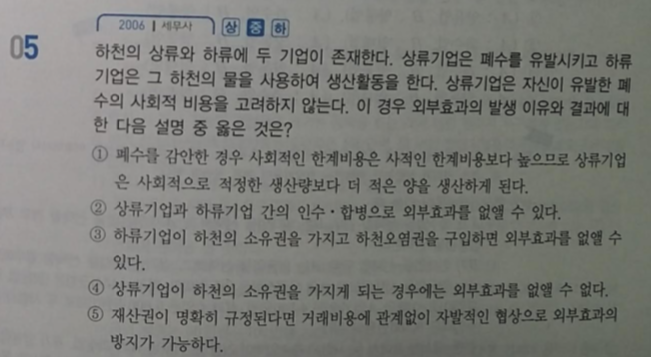 2006 | 세무사 상 중 하
05
하천의 상류와 하류에 두 기업이 존재한다. 상류기업은 폐수를 유발시키고 하류
기업은 그 하천의 물을 사용하여 생산활동을 한다. 상류기업은 자신이 유발한 폐
수의 사회적 비용을 고려하지 않는다. 이 경우 외부효과의 발생 이유와 결과에 대
한 다음 설명 중 옳은 것은?
① 폐수를 감안한 경우 사회적인 한계비용은 사적인 한계비용보다 높으므로 상류기업
은 사회적으로 적정한 생산량보다 더 적은 양을 생산하게 된다.
② 상류기업과 하류기업 간의 인수·합병으로 외부효과를 없앨 수 있다.
③ 하류기업이 하천의 소유권을 가지고 하천오염권을 구입하면 외부효과를 없앨 수
있다.
④ 상류기업이 하천의 소유권을 가지게 되는 경우에는 외부효과를 없앨 수 없다.
⑤ 재산권이 명확히 규정된다면 거래비용에 관계없이 자발적인 협상으로 외부효과의
방지가 가능하다.